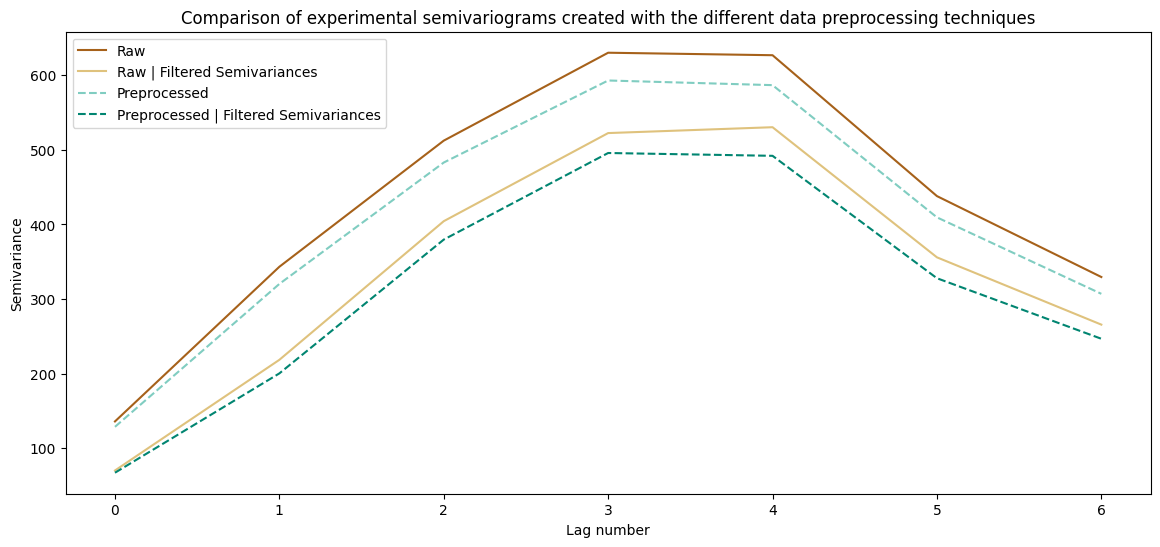 Comparison of experimental semivariograms created with the different data preprocessing techniques
Raw
Raw | Filtered Semivariances
Preprocessed
Preprocessed | Filtered Semivariances
Semivariance
600
500
400
300
200
100
0 1 2 3 4 5 6
Lag number